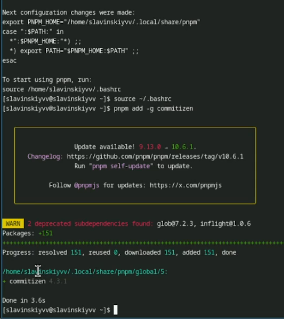 Next configuration changes were made:
export PNPM_HOME="/home/slavinskiyvv/.local/share/pnpm"
case ":$PATH:" in
*":$PNPM_HOME:"*) ;;
*) export PATH="$PNPM_HOME:$PATH" ;;
esac
To start using pnpm, run:
source /home/slavinskiyvv/.bashrc
[slavinskiyvv@slavinskiyvv ~]$ source ~/.bashrc
[slavinskiyvv@slavinskiyvv ~]$ pnpm add -g commitizen
Update available! 9.13.0 → 10.6.1.
Changelog: https://github.com/pnpm/pnpm/releases/tag/v10.6.1
Run "pnpm self-update" to update.
Follow @pnpmjs for updates: https://x.com/pnpmjs
WARN 2 deprecated subdependencies found: glob@7.2.3, inflight@1.0.6
Packages: +151
Progress: resolved 151, reused 0, downloaded 151, added 151, done
/home/slavinskiyvv/.local/share/pnpm/global/5:
+ commitizen 4.3.1
Done in 3.6s
[slavinskiyvv@slavinskiyvv ~]$